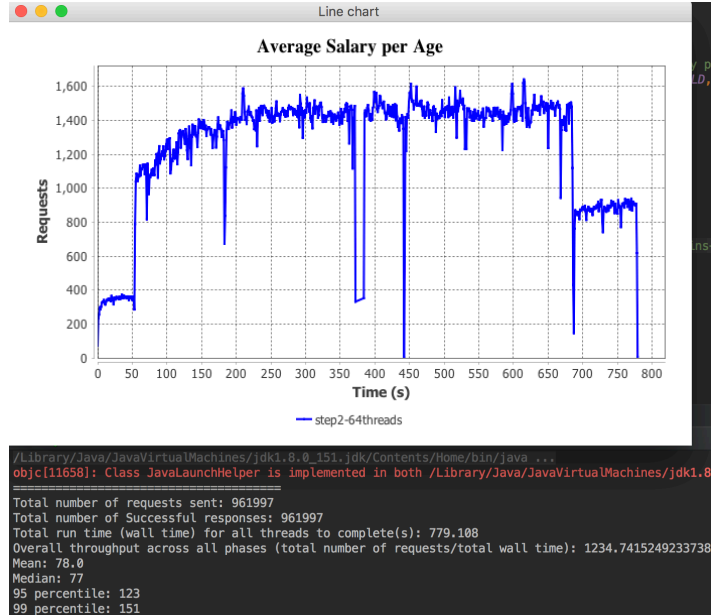 Line chart
Average Salary per Age
1,600
1,400
1,200
1,000
800
600
400
200
0
Requests
0 50 100 150 200 250 300 350 400 450 500 550 600 650 700 750 800
Time (s)
step2-64threads
/Library/Java/JavaVirtualMachines/jdk1.8.0_151.jdk/Contents/Home/bin/java ...
objc[11658]: Class JavaLaunchHelper is implemented in both /Library/Java/JavaVirtualMachines/jdk1.8
======================================
Total number of requests sent: 961997
Total number of Successful responses: 961997
Total run time (wall time) for all threads to complete(s): 779.108
Overall throughput across all phases (total number of requests/total wall time): 1234.7415249233738
Mean: 78.0
Median: 77
95 percentile: 123
99 percentile: 151